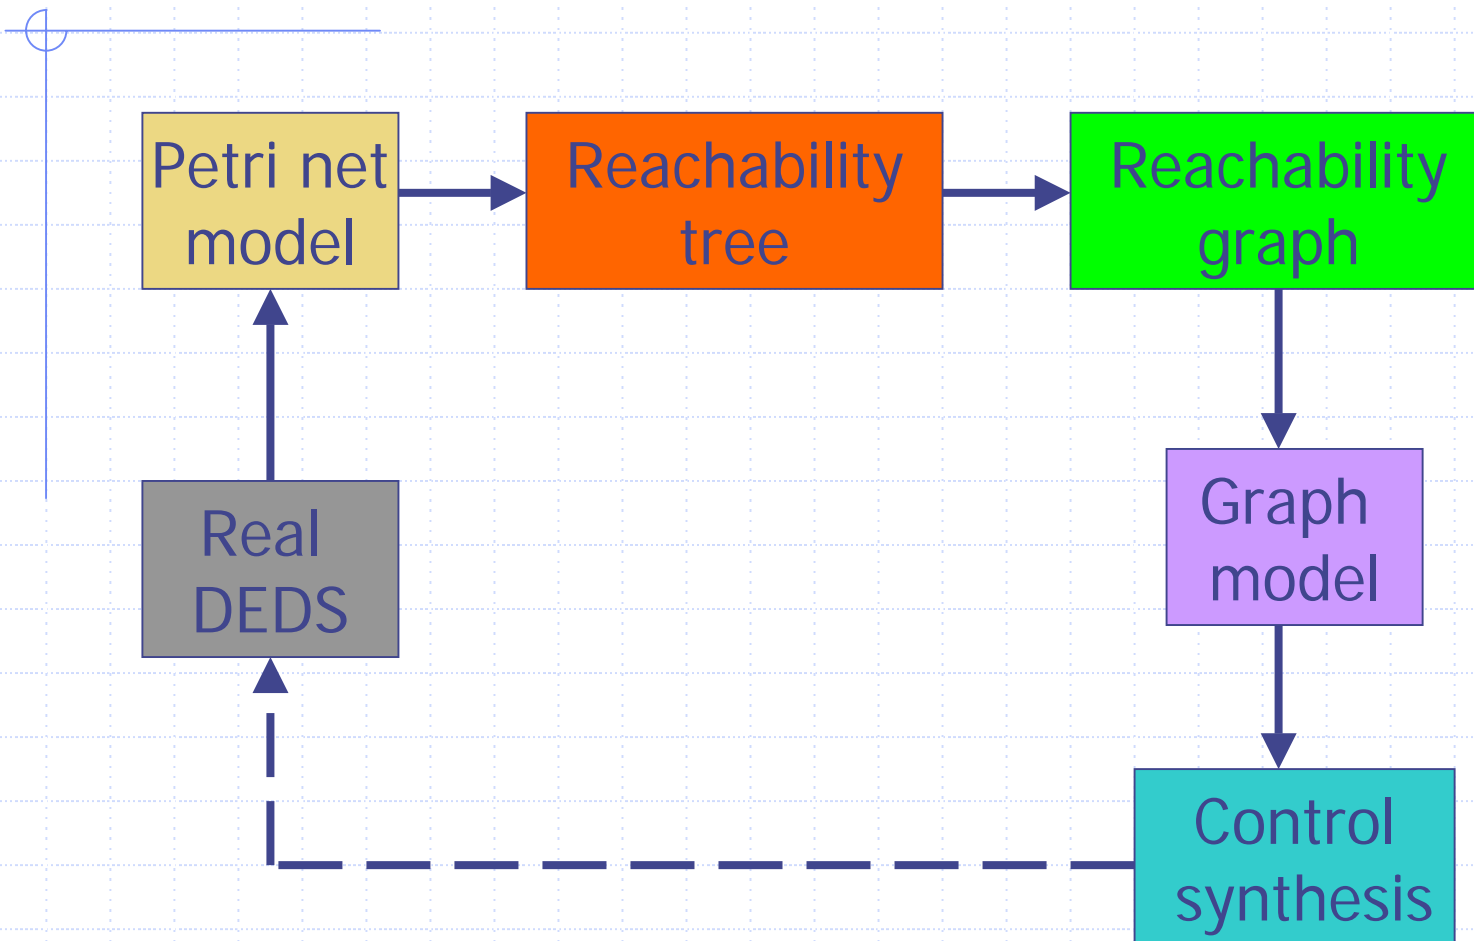 Petri net
model
Reachability
tree
Reachability
graph
Graph
model
Real
DEDS
Control
synthesis